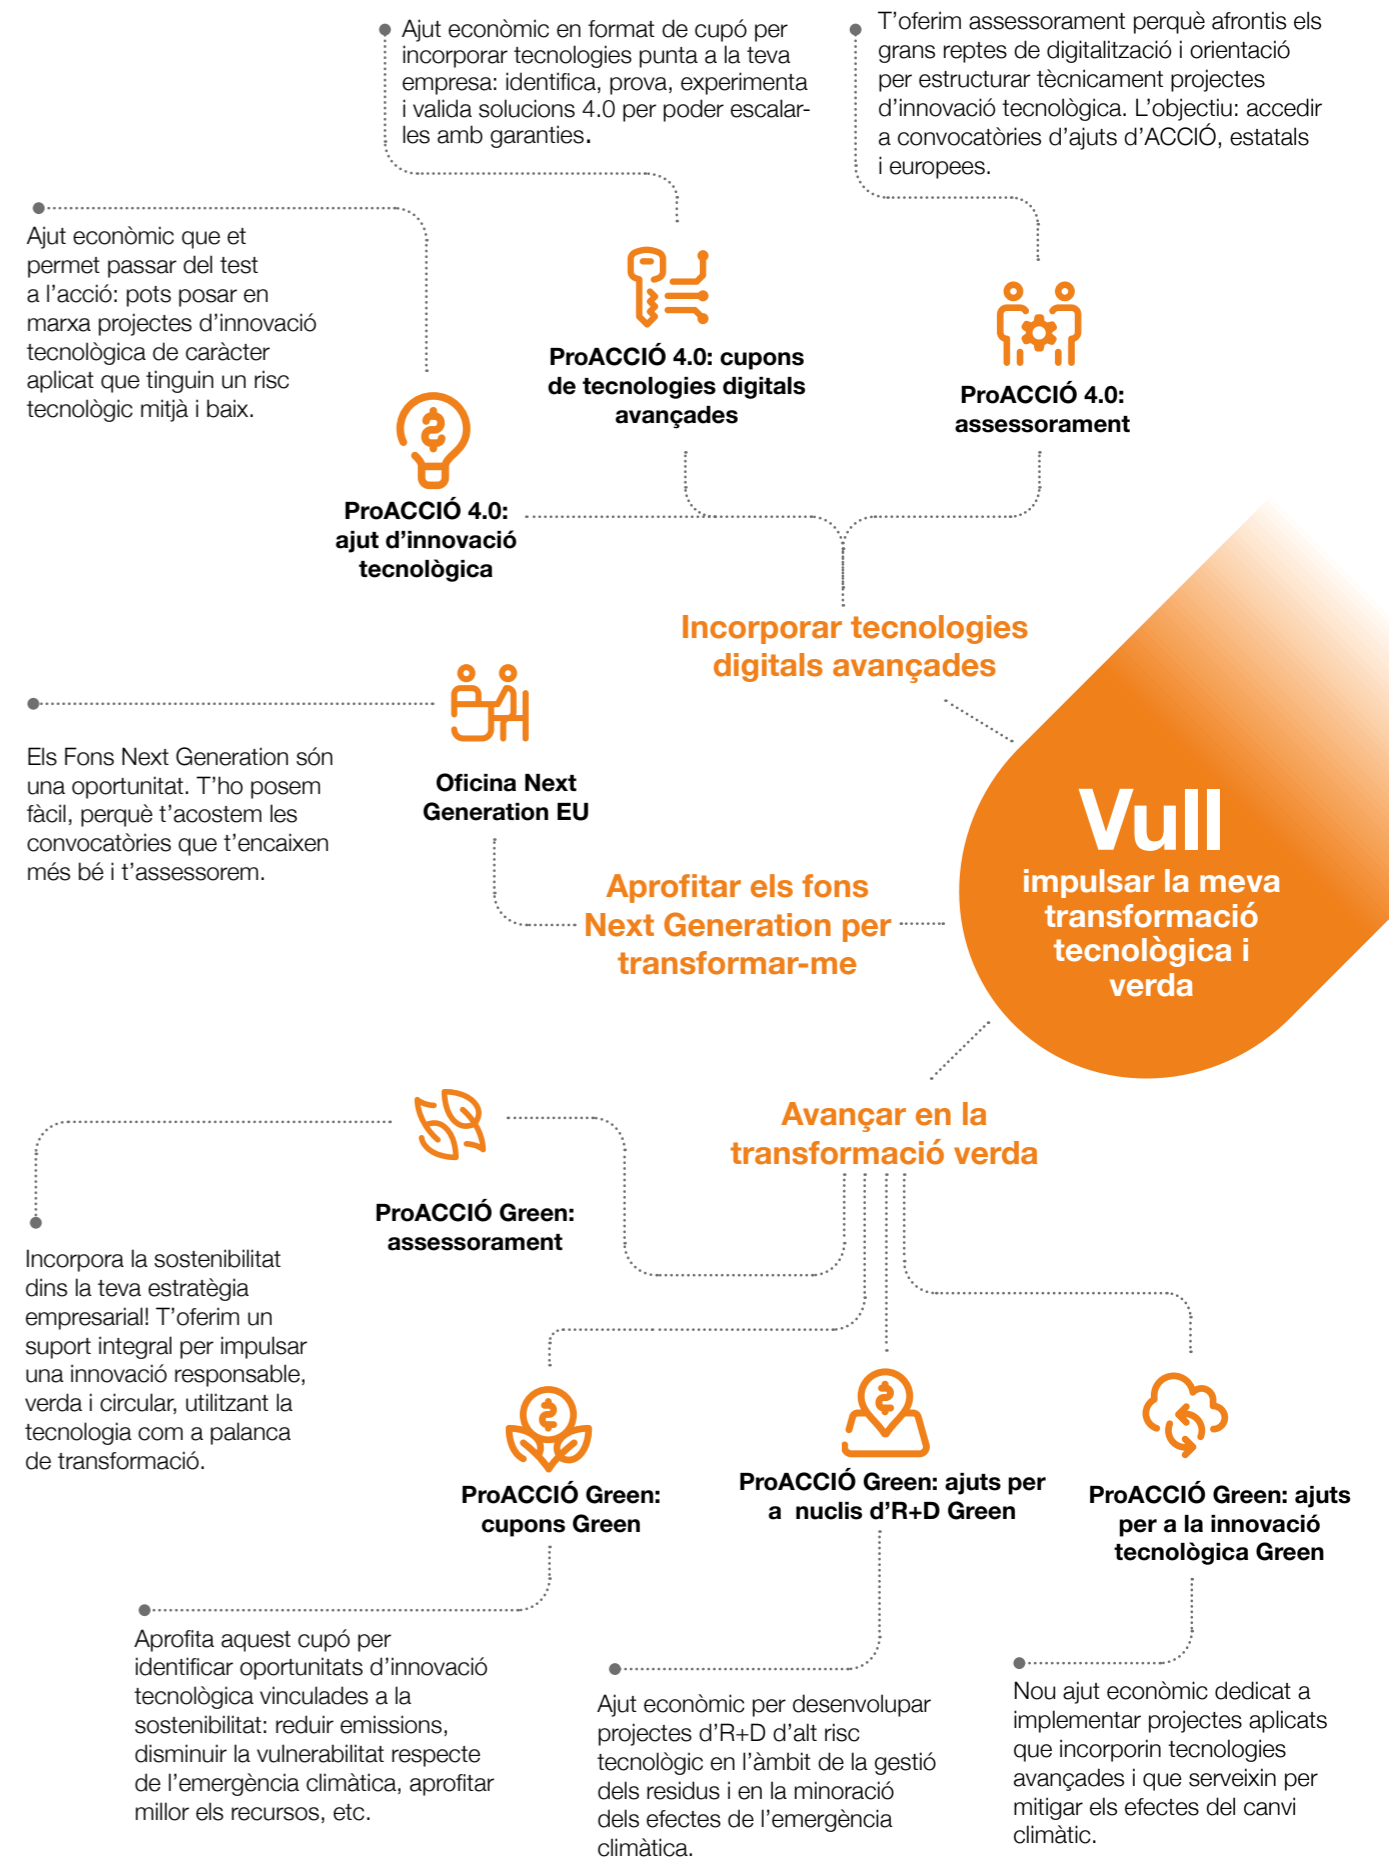 Ajut econòmic en format de cupó per
incorporar tecnologies punta a la teva
empresa: identifica, prova, experimenta
i valida solucions 4.0 per poder escalar-
les amb garanties.
T’oferim assessorament perquè afrontis els
grans reptes de digitalització i orientació
per estructurar tècnicament projectes
d’innovació tecnològica. L’objectiu: accedir
a convocatòries d’ajuts d’ACCIÓ, estatals
i europees.
Ajut econòmic que et
permet passar del test
a l’acció: pots posar en
marxa projectes d’innovació
tecnològica de caràcter
aplicat que tinguin un risc
tecnològic mitjà i baix.
ProACCIÓ 4.0: cupons
de tecnologies digitals
avançades
ProACCIÓ 4.0:
assessorament
ProACCIÓ 4.0:
ajut d’innovació
tecnològica
Incorporar tecnologies
digitals avançades
Els Fons Next Generation són
una oportunitat. T’ho posem
fàcil, perquè t’acostem les
convocatòries que t’encaixen
més bé i t’assessorem.
Oficina Next
Generation EU
Aprofitar els fons
Next Generation per
transformar-me
Vull
impulsar la meva
transformació
tecnològica i
verda
Avançar en la
transformació verda
ProACCIÓ Green:
assessorament
Incorpora la sostenibilitat
dins la teva estratègia
empresarial! T’oferim un
suport integral per impulsar
una innovació responsable,
verda i circular, utilitzant la
tecnologia com a palanca
de transformació.
ProACCIÓ Green:
cupons Green
ProACCIÓ Green: ajuts per
a nuclis d’R+D Green
ProACCIÓ Green: ajuts
per a la innovació
tecnològica Green
Aprofita aquest cupó per
identificar oportunitats d’innovació
tecnològica vinculades a la
sostenibilitat: reduir emissions,
disminuir la vulnerabilitat respecte
de l’emergència climàtica, aprofitar
millor els recursos, etc.
Ajut econòmic per desenvolupar
projectes d’R+D d’alt risc
tecnològic en l’àmbit de la gestió
dels residus i en la minoració
dels efectes de l’emergència
climàtica.
Nou ajut econòmic dedicat a
implementar projectes aplicats
que incorporin tecnologies
avançades i que serveixin per
mitigar els efectes del canvi
climàtic.